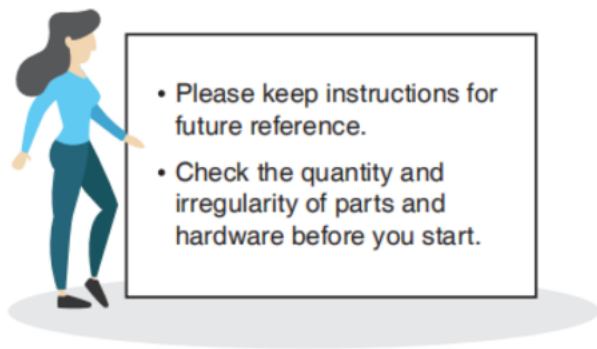 • Please keep instructions for
future reference.
• Check the quantity and
irregularity of parts and
hardware before you start.